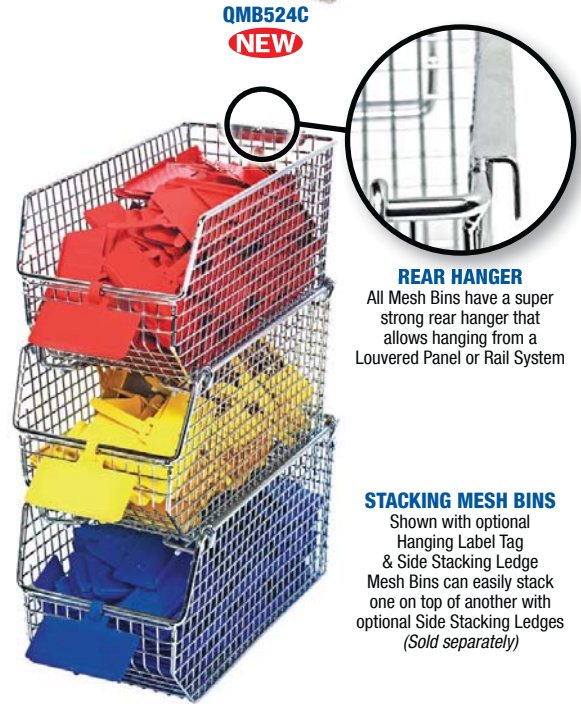 QMB524C
NEW
REAR HANGER
All Mesh Bins have a super
strong rear hanger that
allows hanging from a
Louvered Panel or Rail System
STACKING MESH BINS
Shown with optional
Hanging Label Tag
& Side Stacking Ledge
Mesh Bins can easily stack
one on top of another with
optional Side Stacking Ledges
(Sold separately)